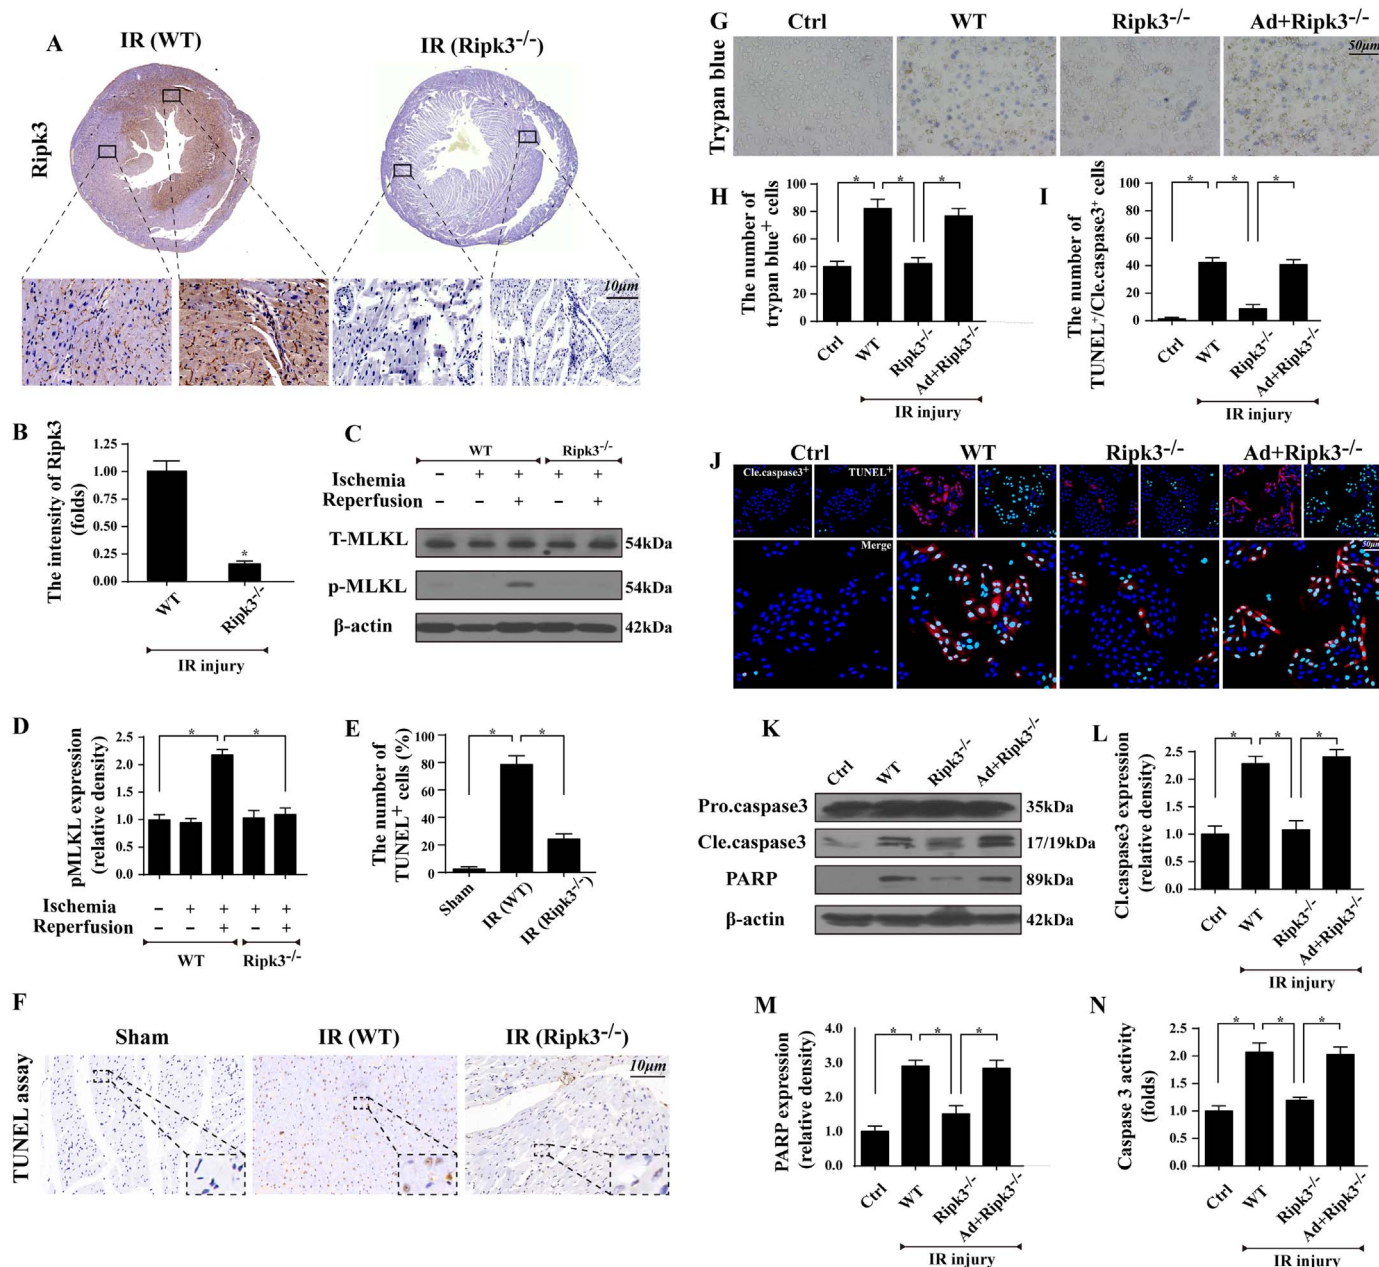 A
IR (WT)
IR (Ripk3-/-)
Ripk3
10μm
B
The intensity of Ripk3
(folds)
1.25
1.00
0.75
0.50
0.25
0.00
*
WT
Ripk3-/-
IR injury
C
WT
Ripk3-/-
Ischemia – + + + +
Reperfusion – – + – +
T-MLKL 54kDa
p-MLKL 54kDa
β-actin 42kDa
D
pMLKL expression
(relative density)
2.5
2.0
1.5
1.0
0.5
0.0
* *
Ischemia – + + + +
Reperfusion – – + – +
WT
Ripk3-/-
E
The number of
TUNEL+ cells (%)
100
80
60
40
20
0
* *
Sham
IR (WT)
IR (Ripk3-/-)
F
Sham
IR (WT)
IR (Ripk3-/-)
TUNEL assay
10μm
G
Ctrl
WT
Ripk3-/-
Ad+Ripk3-/-
Trypan blue
50μm
H
The number of
trypan blue+ cells
100
80
60
40
20
0
* * *
Ctrl
WT
Ripk3-/-
Ad+Ripk3-/-
IR injury
I
The number of
TUNEL+/Cle.caspase3+ cells
100
80
60
40
20
0
* * *
Ctrl
WT
Ripk3-/-
Ad+Ripk3-/-
IR injury
J
Ctrl
WT
Ripk3-/-
Ad+Ripk3-/-
Cle.caspase3+
TUNEL+
Merge
50μm
K
Ctrl
WT
Ripk3-/-
Ad+Ripk3-/-
Pro.caspase3 35kDa
Cle.caspase3 17/19kDa
PARP 89kDa
β-actin 42kDa
L
Cl.caspase3 expression
(relative density)
2.5
2.0
1.5
1.0
0.5
0.0
* * *
Ctrl
WT
Ripk3-/-
Ad+Ripk3-/-
IR injury
M
PARP expression
(relative density)
4.0
3.0
2.0
1.0
0.0
* * *
Ctrl
WT
Ripk3-/-
Ad+Ripk3-/-
IR injury
N
Caspase 3 activity
(folds)
2.5
2.0
1.5
1.0
0.5
0.0
* * *
Ctrl
WT
Ripk3-/-
Ad+Ripk3-/-
IR injury